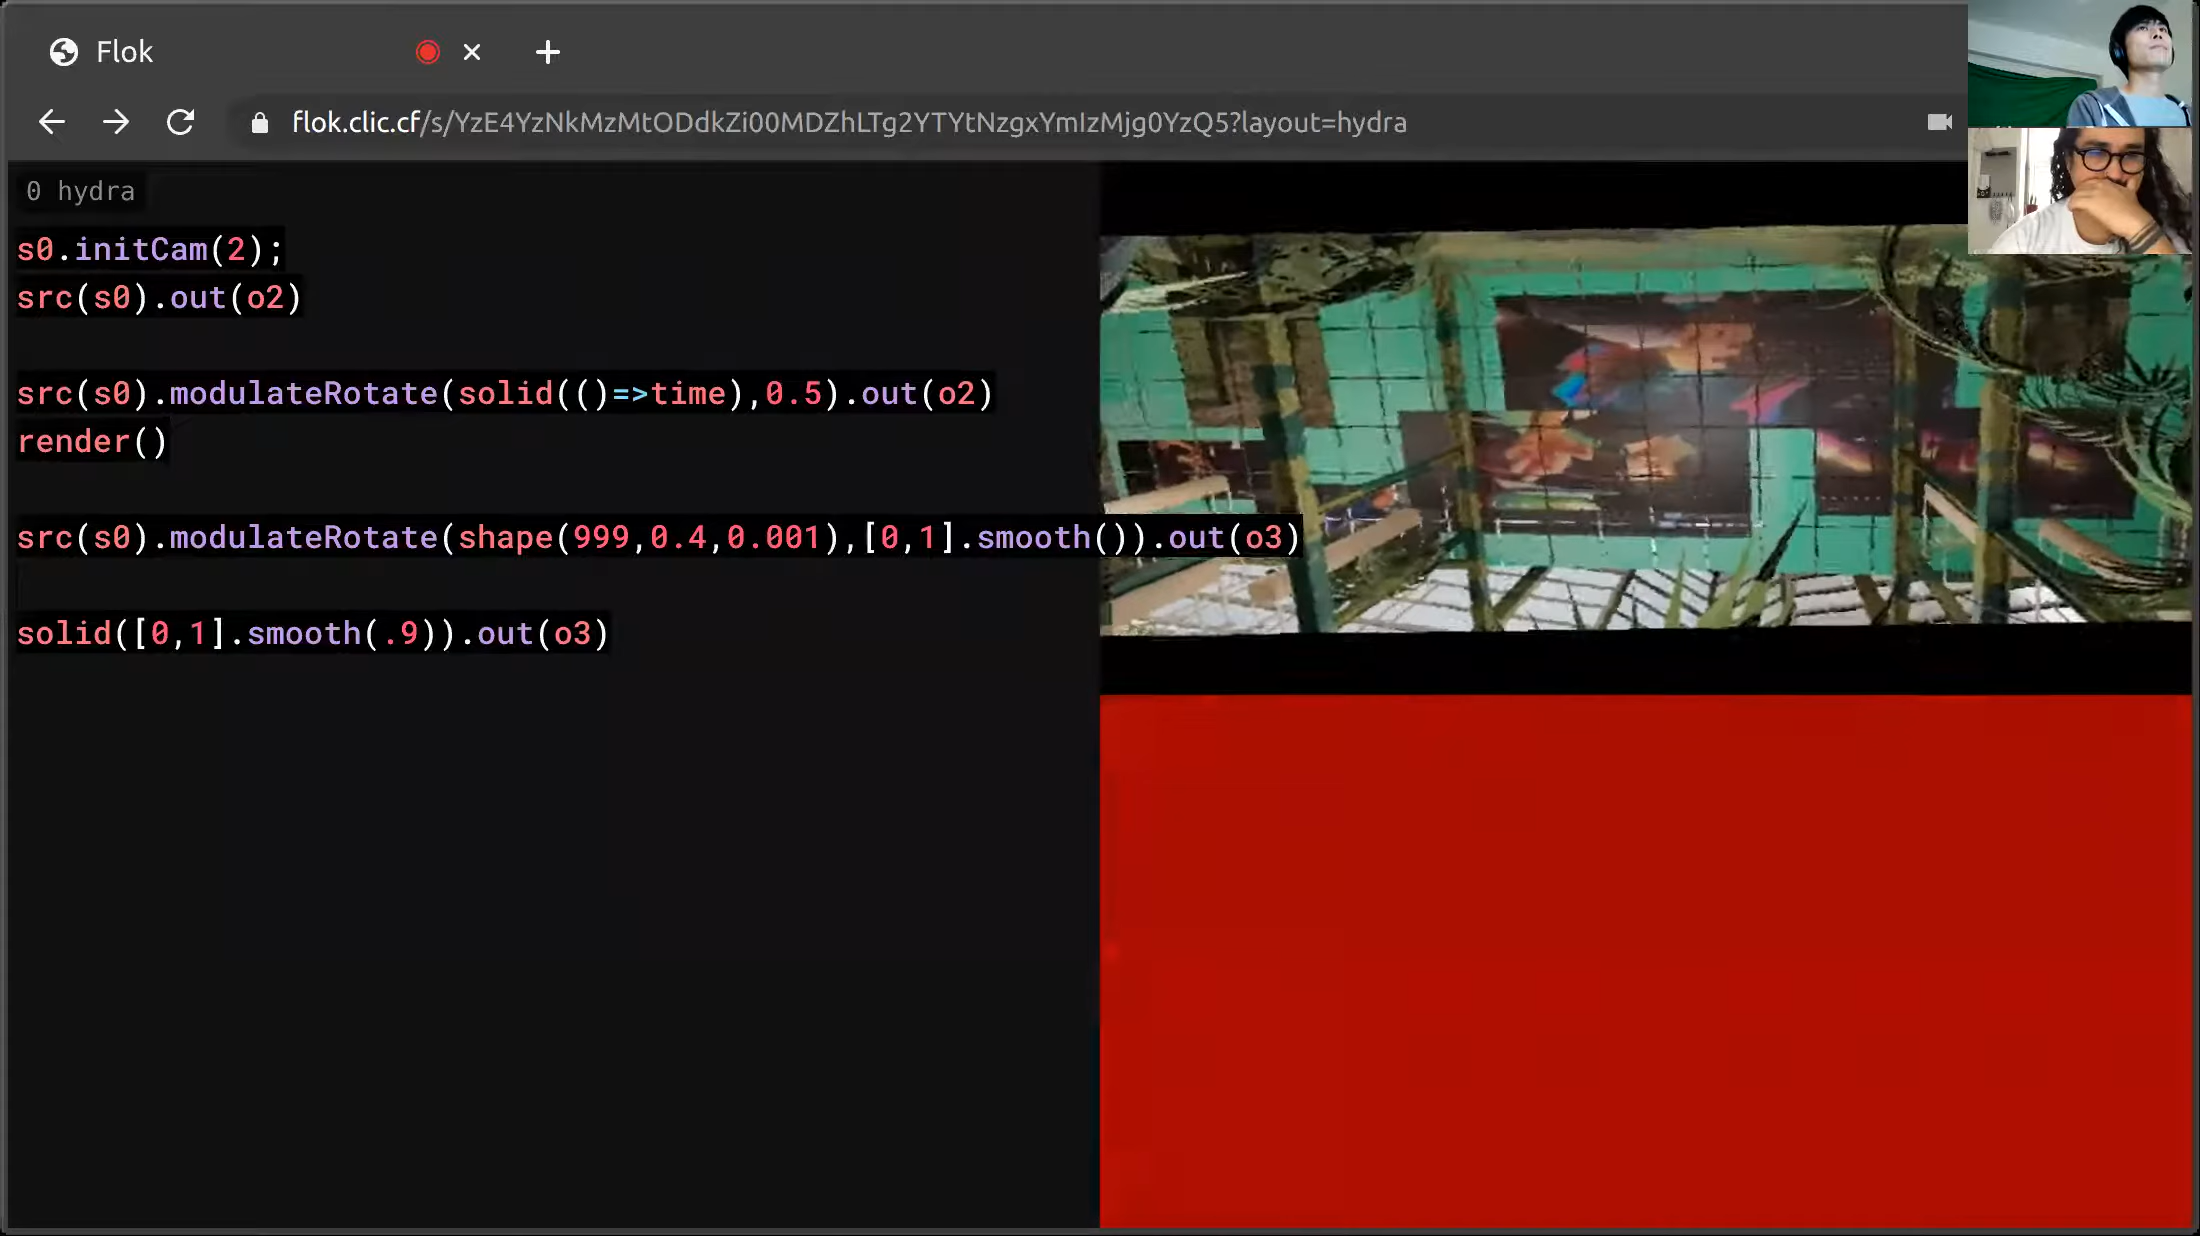 Flok
flok.clic.cf/s/YzE4YzNkMzMtODdkZi00MDZhLTg2YTYtNzgxYmIzMjg0YzQ5?layout=hydra
0 hydra
s0.initCam(2);
src(s0).out(o2)
src(s0).modulateRotate(solid(()=>time),0.5).out(o2)
render()
src(s0).modulateRotate(shape(999,0.4,0.001),[0,1].smooth()).out(o3)
solid([0,1].smooth(.9)).out(o3)